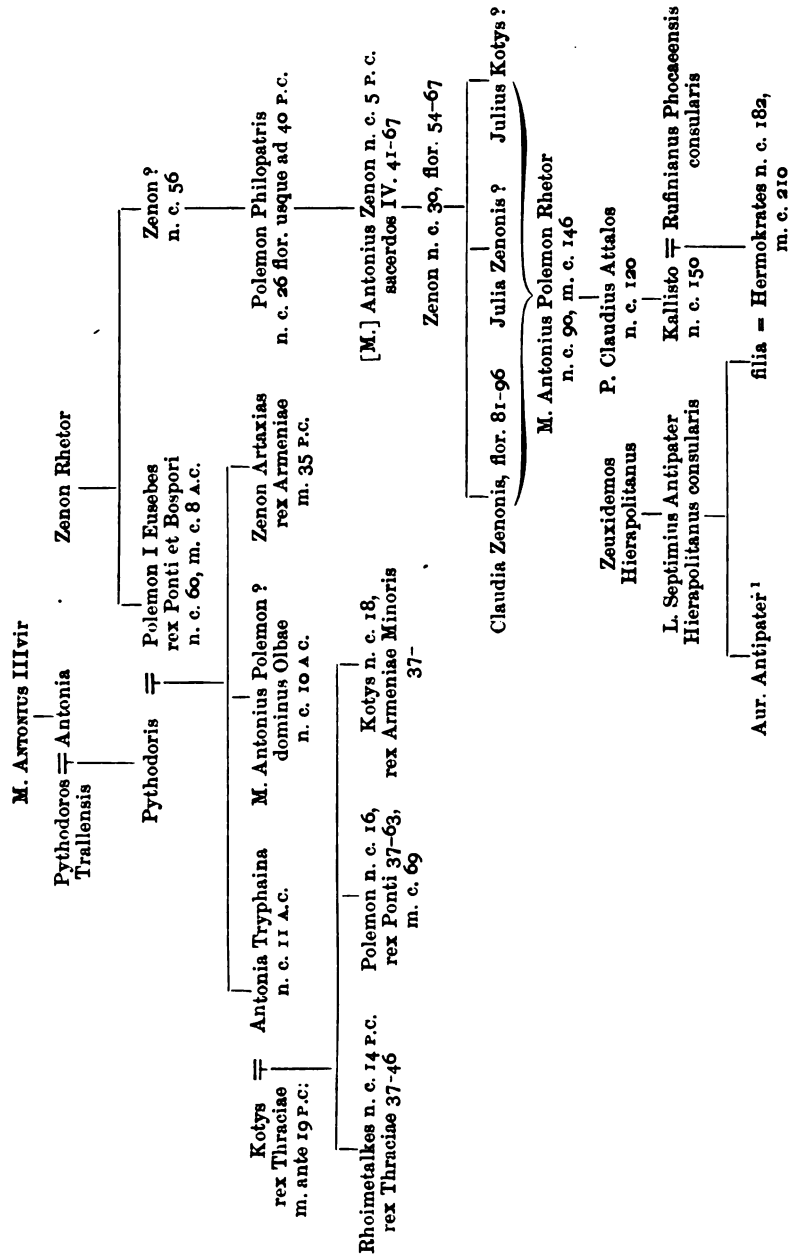 M. ANTONIUS IIIvir
Pythodoros = Antonia
Trallensis
Zenon Rhetor
Pythodoris =
Polemon I Eusebes
rex Ponti et Bospori
n. c. 60, m. c. 8 A.C.
Zenon ?
n. c. 56
Kotys =
rex Thraciae
m. ante 19 P.C.
Antonia Tryphaina
n. c. 11 A.C.
M. Antonius Polemon ?
dominus Olbae
n. c. 10 A C.
Zenon Artaxias
rex Armeniae
m. 35 P.C.
Polemon Philopatris
n. c. 26 flor. usque ad 40 P.C.
Rhoimetalkes n. c. 14 P.C.
rex Thraciae 37-46
Polemon n. c. 16,
rex Ponti 37-63,
m. c. 69
Kotys n. c. 18,
rex Armeniae Minoris
37-
[M.] Antonius Zenon n. c. 5 P.C.
sacerdos IV. 41-67
Zenon n. c. 30, flor. 54-67
Claudia Zenonis, flor. 81-96
Julia Zenonis ?
Julius Kotys ?
M. Antonius Polemon Rhetor
n. c. 90, m. c. 146
P. Claudius Attalos
n. c. 120
Zeuxidemos
Hierapolitanus
L. Septimius Antipater
Hierapolitanus consularis
Kallisto = Rufinianus Phocaeensis
n. c. 150
consularis
Aur. Antipater 1
filia = Hermokrates n. c. 182,
m. c. 210